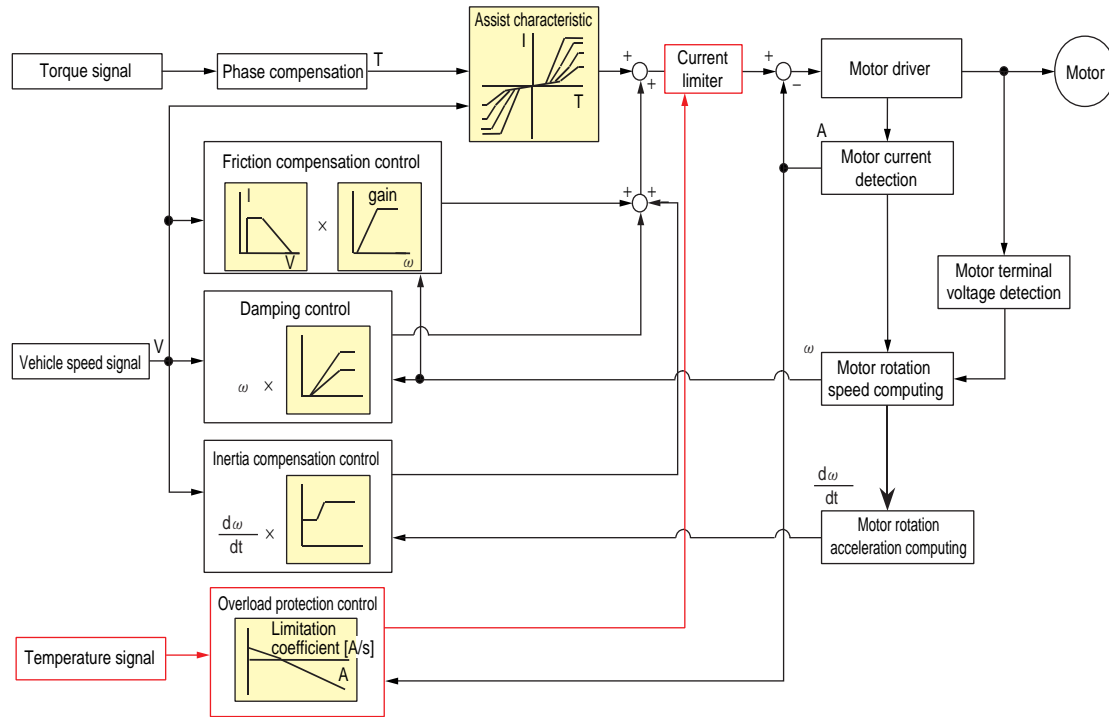 Assist characteristic
I
T
Torque signal
Phase compensation
T
+
+
Current
limiter
+
−
Motor driver
Motor
A
Motor current
detection
Friction compensation control
I
V
×
gain
ω
+
+
−
Motor terminal
voltage detection
Damping control
ω ×
Vehicle speed signal
V
ω
Motor rotation
speed computing
Inertia compensation control
dω
dt
×
dω
dt
Motor rotation
acceleration computing
Overload protection control
Limitation
coefficient [A/s]
A
Temperature signal